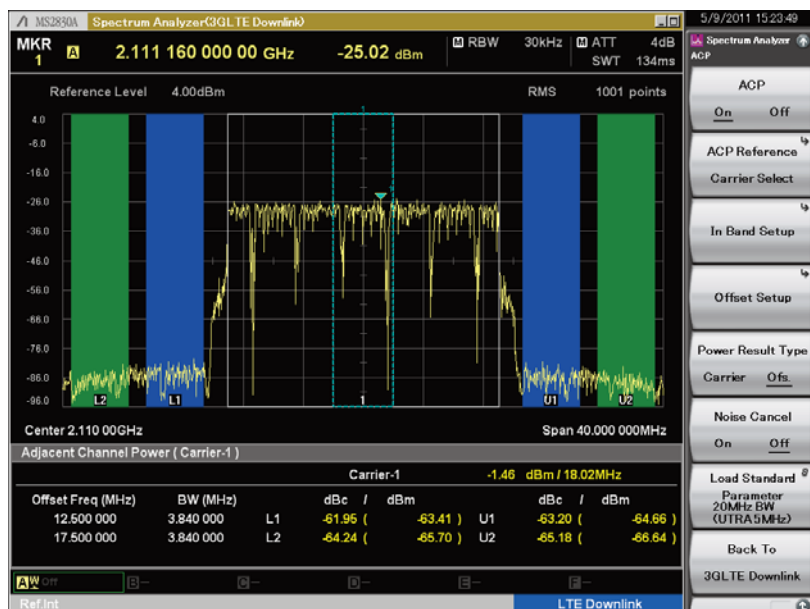 MS2830A Spectrum Analyzer(3GLTE Downlink)
5/9/2011 15:23:49
MKR 1 A 2.111 160 000 00 GHz -25.02 dBm
M RBW 30kHz M ATT 4dB
SWT 134ms
Reference Level 4.00dBm RMS 1001 points
4.0
-6.0
-16.0
-26.0
-36.0
-46.0
-56.0
-66.0
-76.0
-86.0
-96.0
1
L2 L1 1 U1 U2
Center 2.110 00GHz Span 40.000 000MHz
Adjacent Channel Power ( Carrier-1 )
Carrier-1 -1.46 dBm / 18.02MHz
Offset Freq (MHz) BW (MHz) dBc / dBm dBc / dBm
12.500 000 3.840 000 L1 -61.95 ( -63.41 ) U1 -63.20 ( -64.66 )
17.500 000 3.840 000 L2 -64.24 ( -65.70 ) U2 -65.18 ( -66.64 )
A W Off B- C- D- E- F-
Ref.Int LTE Downlink
Spectrum Analyzer
ACP
ACP
On Off
ACP Reference
Carrier Select
In Band Setup
Offset Setup
Power Result Type
Carrier Ofs.
Noise Cancel
On Off
Load Standard
Parameter
20MHz BW
(UTRA5MHz)
Back To
3GLTE Downlink